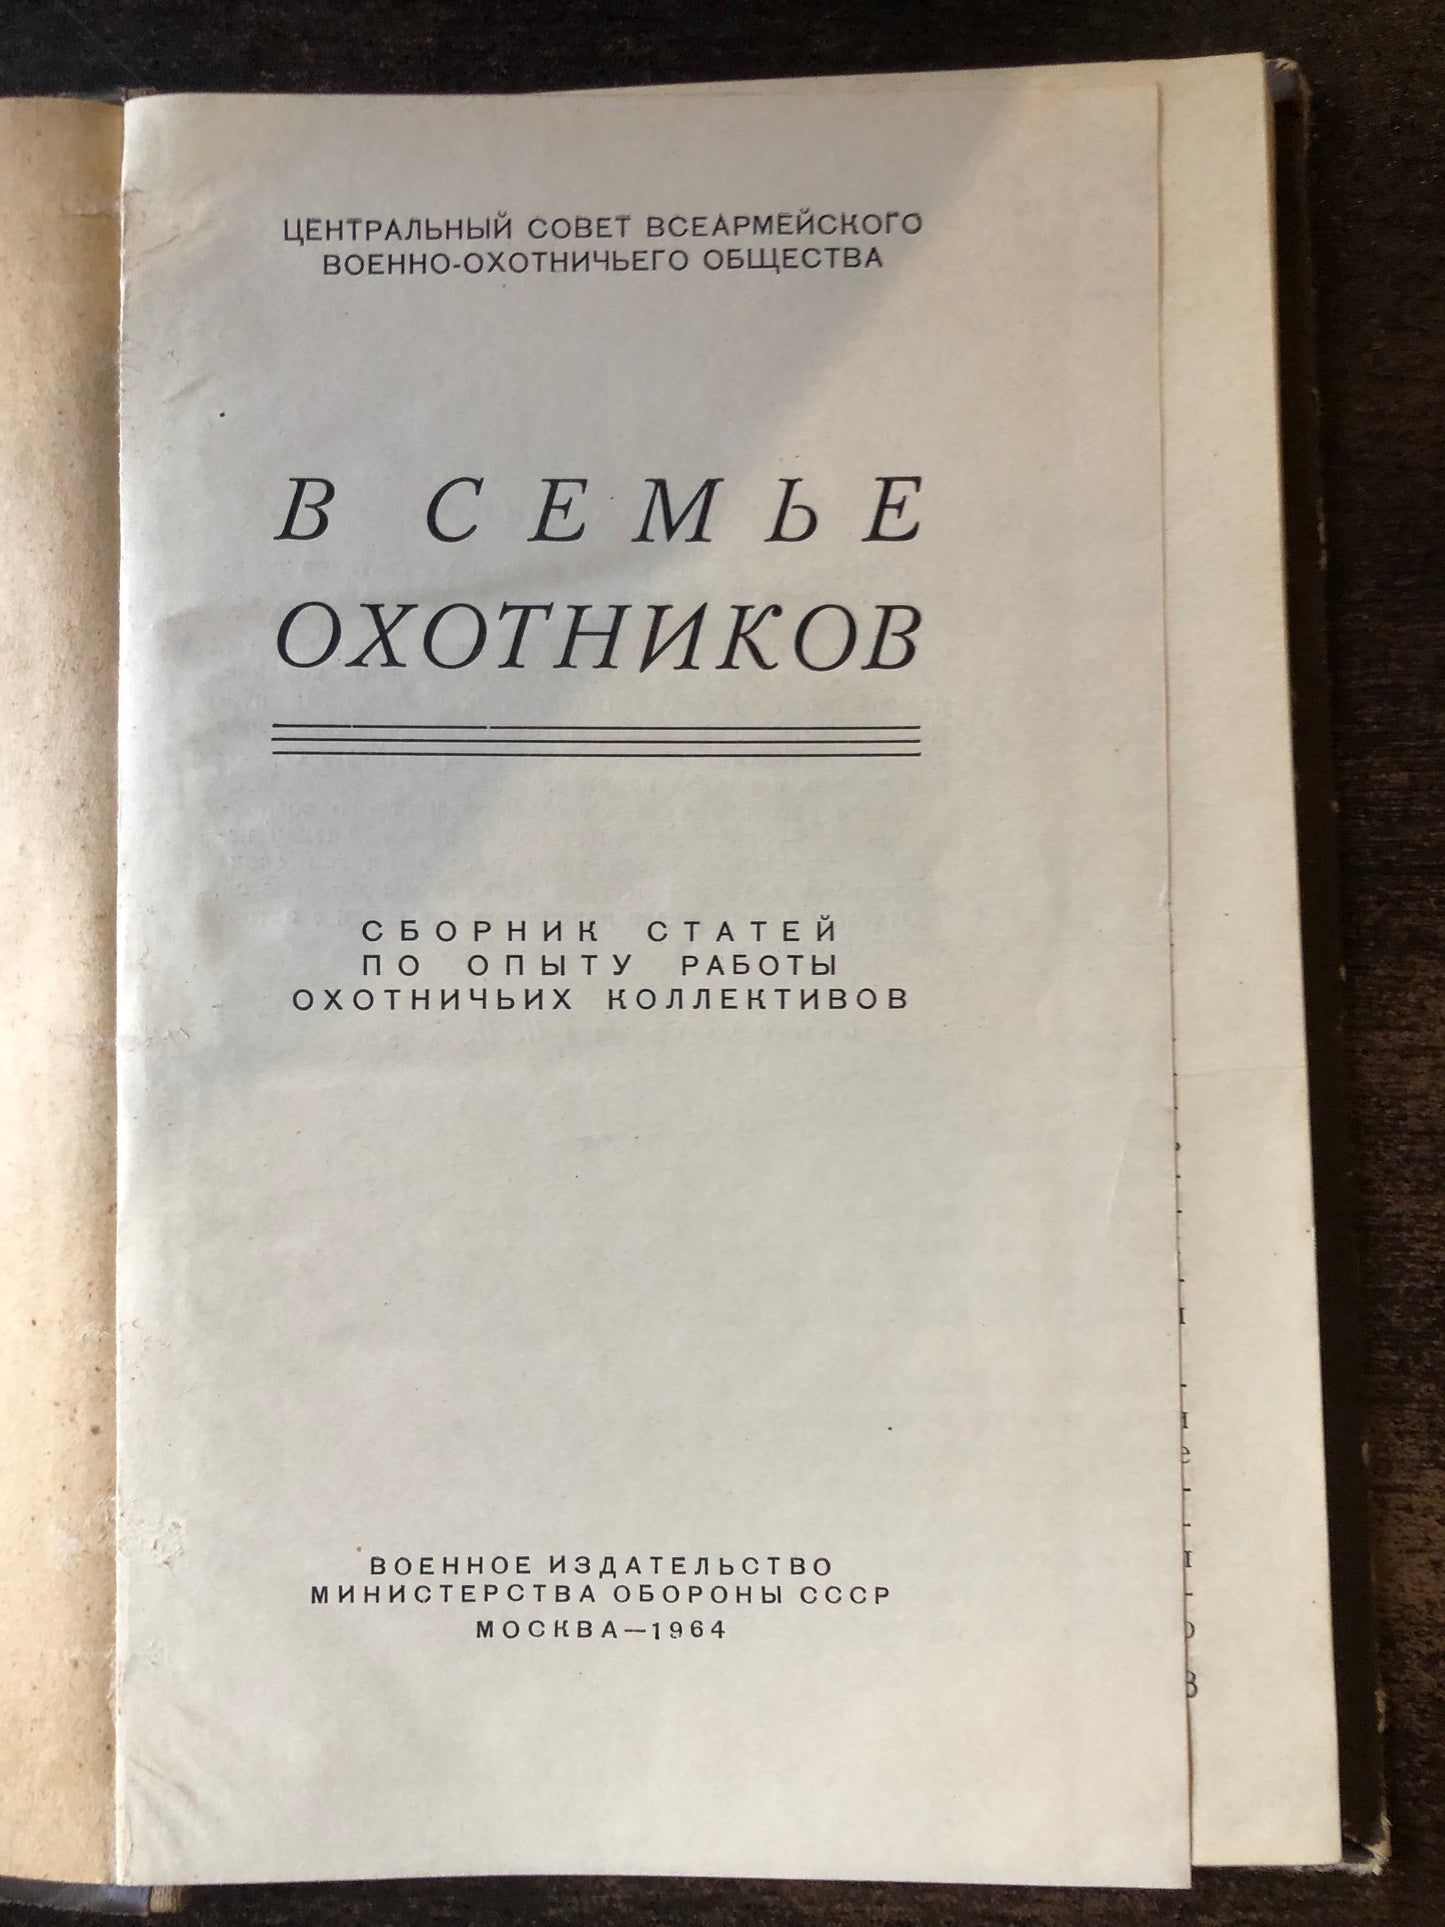 ЦЕНТРАЛЬНЫЙ СОВЕТ ВСЕАРМЕЙСКОГО
ВОЕННО-ОХОТНИЧЬЕГО ОБЩЕСТВА
В СЕМЬЕ
ОХОТНИКОВ
СБОРНИК СТАТЕЙ
ПО ОПЫТУ РАБОТЫ
ОХОТНИЧЬИХ КОЛЛЕКТИВОВ
ВОЕННОЕ ИЗДАТЕЛЬСТВО
МИНИСТЕРСТВА ОБОРОНЫ СССР
МОСКВА—1964